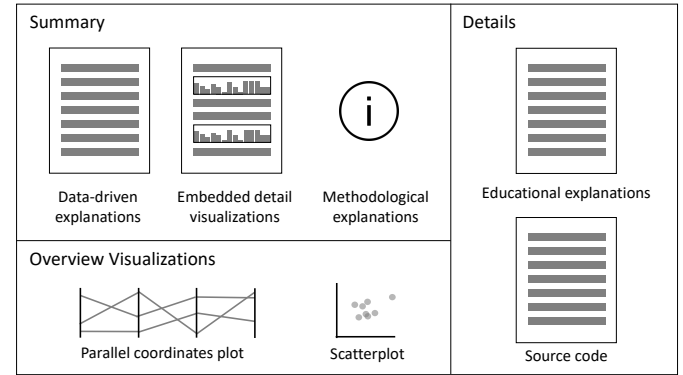 Summary
Data-driven
explanations
Embedded detail
visualizations
i
Methodological
explanations
Overview Visualizations
Parallel coordinates plot
Scatterplot
Details
Educational explanations
Source code